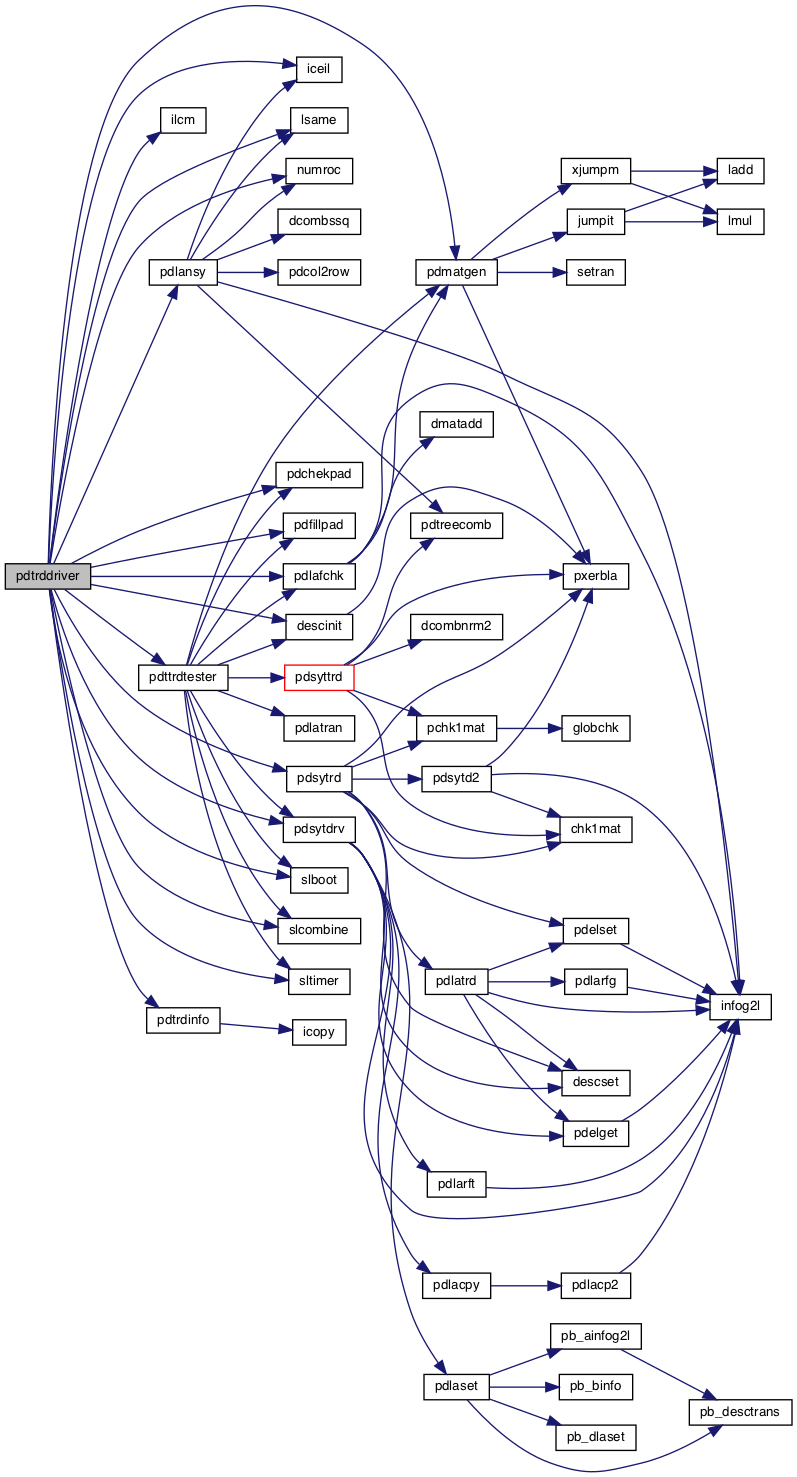 iceil
ilcm
lsame
numroc
xjumpm
ladd
dcombssq
jumpit
lmul
pdlansy
pdcol2row
pdmatgen
setran
dmatadd
pdchekpad
pdfillpad
pdtreecomb
pdtrddriver
pdlafchk
pxerbla
descinit
dcombnrm2
pdttrdtester
pdsyttrd
pdlatran
pchk1mat
globchk
pdsytrd
pdsytd2
pdsytdrv
chk1mat
slboot
slcombine
pdelset
sltimer
pdlatrd
pdlarfg
infog2l
pdtrdinfo
icopy
descset
pdelget
pdlarft
pdlacpy
pdlacp2
pb_ainfog2l
pdlaset
pb_binfo
pb_desctrans
pb_dlaset